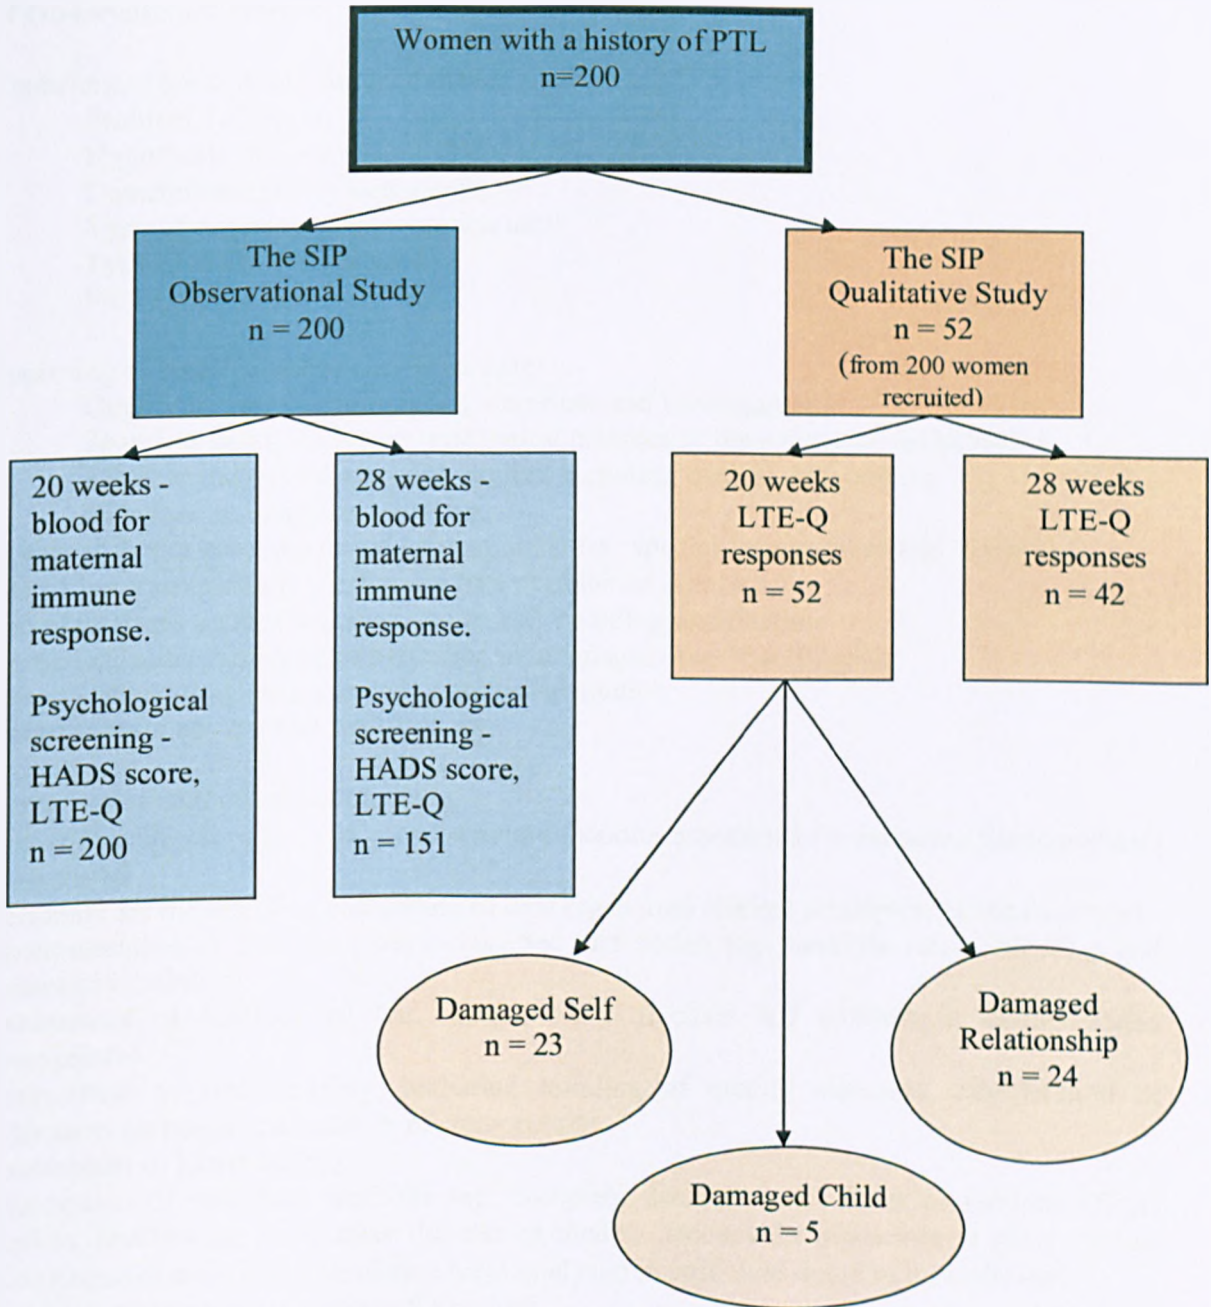 Women with a history of PTL
n=200
The SIP
Observational Study
n = 200
The SIP
Qualitative Study
n = 52
(from 200 women
recruited)
20 weeks -
blood for
maternal
immune
response.
Psychological
screening -
HADS score,
LTE-Q
n = 200
28 weeks -
blood for
maternal
immune
response.
Psychological
screening -
HADS score,
LTE-Q
n = 151
20 weeks
LTE-Q
responses
n = 52
28 weeks
LTE-Q
responses
n = 42
Damaged Self
n = 23
Damaged Child
n = 5
Damaged
Relationship
n = 24